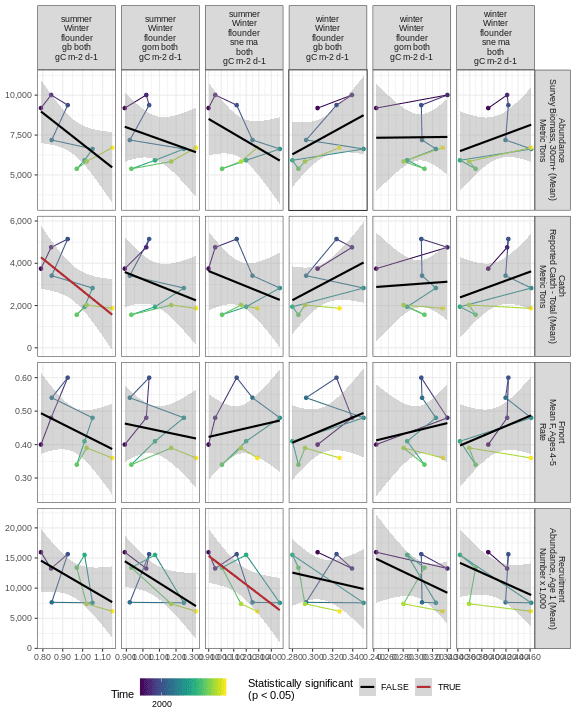 summer
Winter
flounder
gb both
gC m-2 d-1
summer
Winter
flounder
gom both
gC m-2 d-1
summer
Winter
flounder
sne ma
both
gC m-2 d-1
winter
Winter
flounder
gb both
gC m-2 d-1
winter
Winter
flounder
gom both
gC m-2 d-1
winter
Winter
flounder
sne ma
both
gC m-2 d-1
10,000
7,500
5,000
Abundance
Survey Biomass, 30cm+ (Mean)
Metric Tons
6,000
4,000
2,000
0
Catch
Reported Catch - Total (Mean)
Metric Tons
0.60
0.50
0.40
0.30
Fmort
Mean F, Ages 4-5
Rate
20,000
15,000
10,000
5,000
0
Recruitment
Abundance, Age 1 (Mean)
Number x 1,000
0.80 0.90 1.00 1.10
Time
2000
Statistically significant
(p < 0.05)
FALSE
TRUE